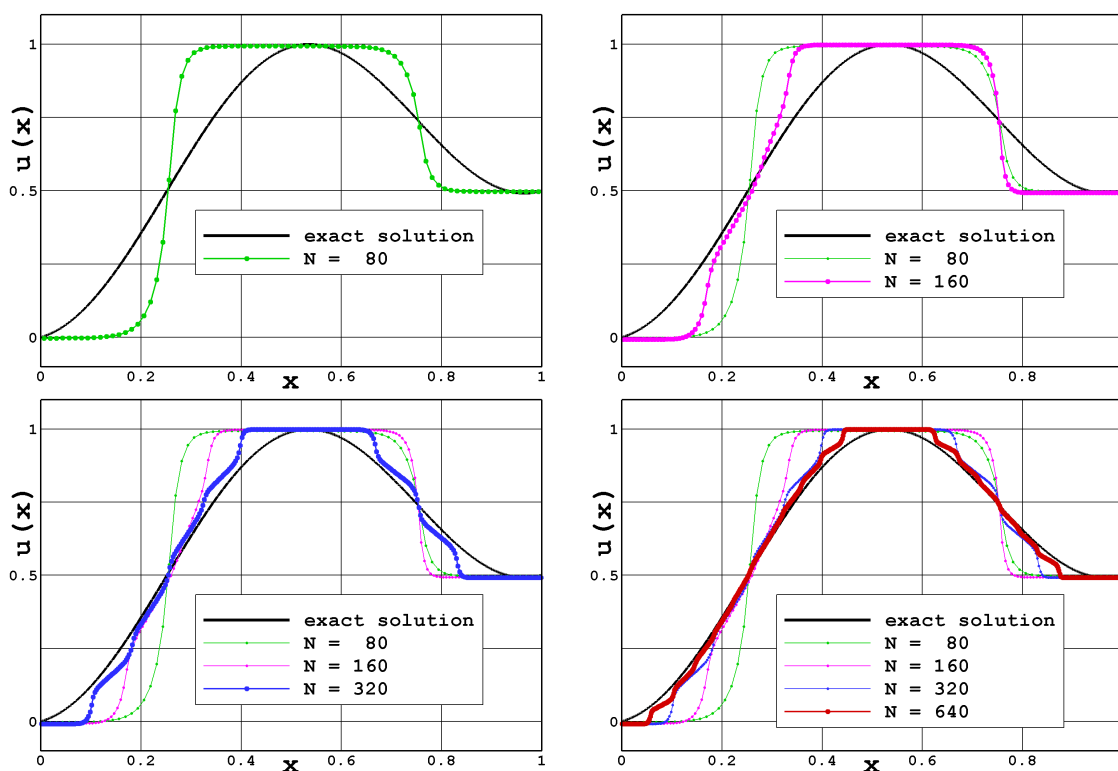 1
0.5
0
u(x)
exact solution
N = 80
0 0.2 0.4 0.6 0.8 1
x
1
0.5
0
u(x)
exact solution
N = 80
N = 160
0 0.2 0.4 0.6 0.8
x
1
0.5
0
u(x)
exact solution
N = 80
N = 160
N = 320
0 0.2 0.4 0.6 0.8 1
x
1
0.5
0
u(x)
exact solution
N = 80
N = 160
N = 320
N = 640
0 0.2 0.4 0.6 0.8
x